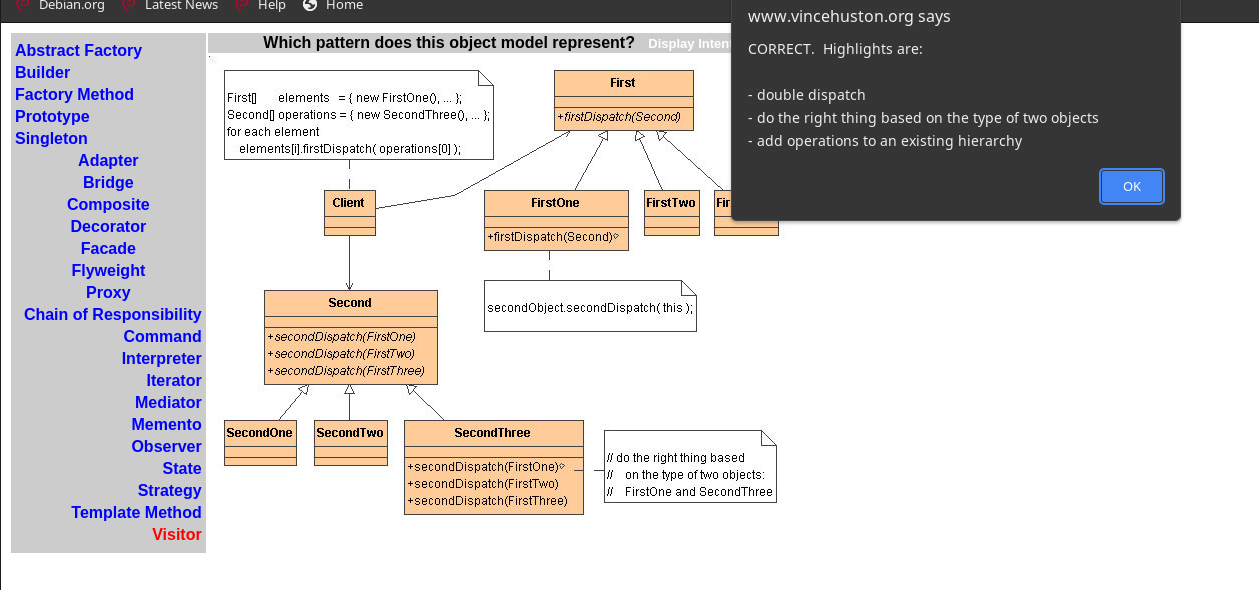 Debian.org Latest News Help Home
Abstract Factory
Builder
Factory Method
Prototype
Singleton
Adapter
Bridge
Composite
Decorator
Facade
Flyweight
Proxy
Chain of Responsibility
Command
Interpreter
Iterator
Mediator
Memento
Observer
State
Strategy
Template Method
Visitor
Which pattern does this object model represent? Display Inten
First[] elements = { new FirstOne(), ... };
Second[] operations = { new SecondThree(), ... };
for each element
elements[i].firstDispatch( operations[0] );
First
+firstDispatch(Second)
Client
FirstOne
+firstDispatch(Second)
FirstTwo
Fir
secondObject.secondDispatch( this );
Second
+secondDispatch(FirstOne)
+secondDispatch(FirstTwo)
+secondDispatch(FirstThree)
SecondOne
SecondTwo
SecondThree
+secondDispatch(FirstOne)
+secondDispatch(FirstTwo)
+secondDispatch(FirstThree)
// do the right thing based
// on the type of two objects:
// FirstOne and SecondThree
www.vincehuston.org says
CORRECT. Highlights are:
- double dispatch
- do the right thing based on the type of two objects
- add operations to an existing hierarchy
OK